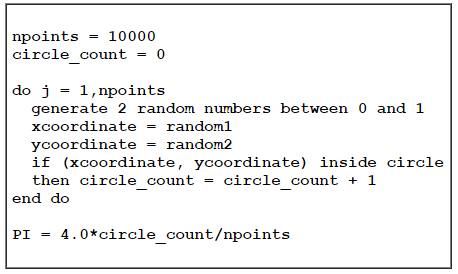 npoints = 10000
circle_count = 0
do j = 1,npoints
generate 2 random numbers between 0 and 1
xcoordinate = random1
ycoordinate = random2
if (xcoordinate, ycoordinate) inside circle
then circle_count = circle_count + 1
end do
PI = 4.0*circle_count/npoints